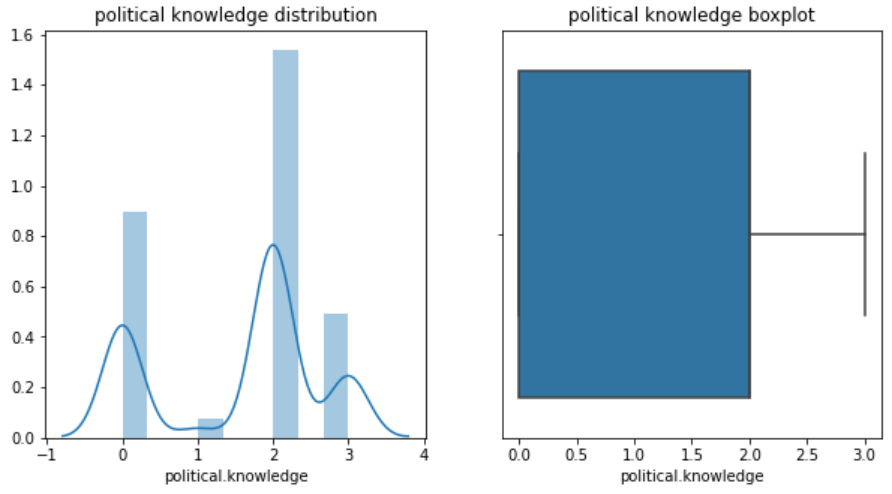 political knowledge distribution
1.6
1.4
1.2
1.0
0.8
0.6
0.4
0.2
0.0
−1 0 1 2 3 4
political.knowledge
political knowledge boxplot
0.0 0.5 1.0 1.5 2.0 2.5 3.0
political.knowledge